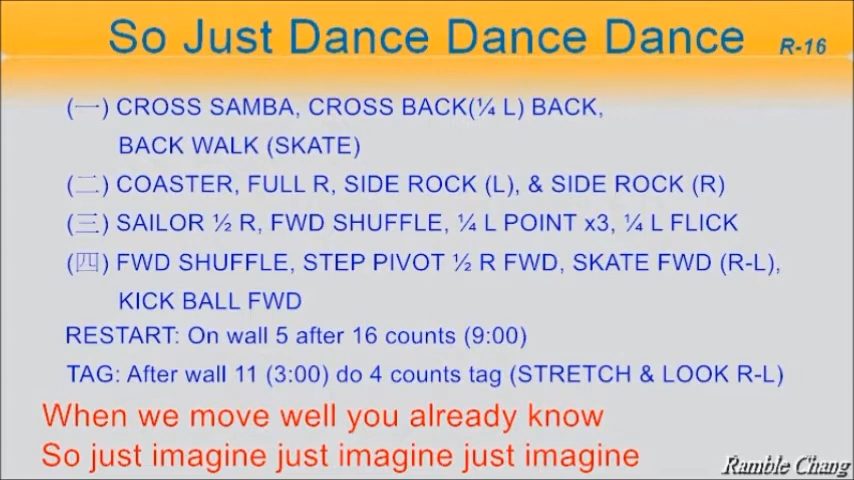 So Just Dance Dance Dance R-16
(一) CROSS SAMBA, CROSS BACK(¼ L) BACK,
BACK WALK (SKATE)
(二) COASTER, FULL R, SIDE ROCK (L), & SIDE ROCK (R)
(三) SAILOR ½ R, FWD SHUFFLE, ¼ L POINT x3, ¼ L FLICK
(四) FWD SHUFFLE, STEP PIVOT ½ R FWD, SKATE FWD (R-L),
KICK BALL FWD
RESTART: On wall 5 after 16 counts (9:00)
TAG: After wall 11 (3:00) do 4 counts tag (STRETCH & LOOK R-L)
When we move well you already know
So just imagine just imagine just imagine
Ramble Chang